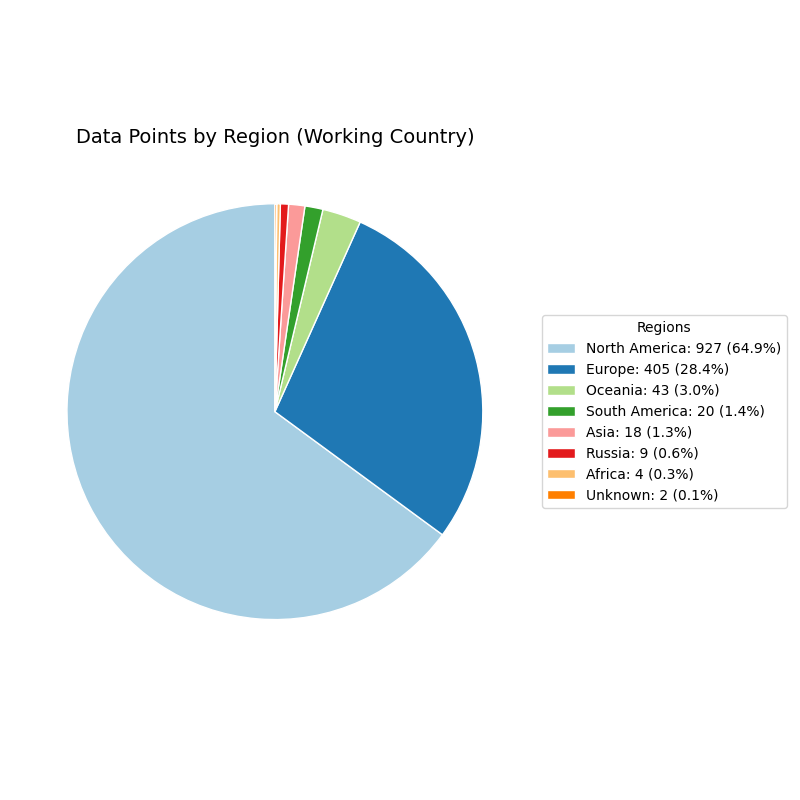 Data Points by Region (Working Country)
Regions
North America: 927 (64.9%)
Europe: 405 (28.4%)
Oceania: 43 (3.0%)
South America: 20 (1.4%)
Asia: 18 (1.3%)
Russia: 9 (0.6%)
Africa: 4 (0.3%)
Unknown: 2 (0.1%)